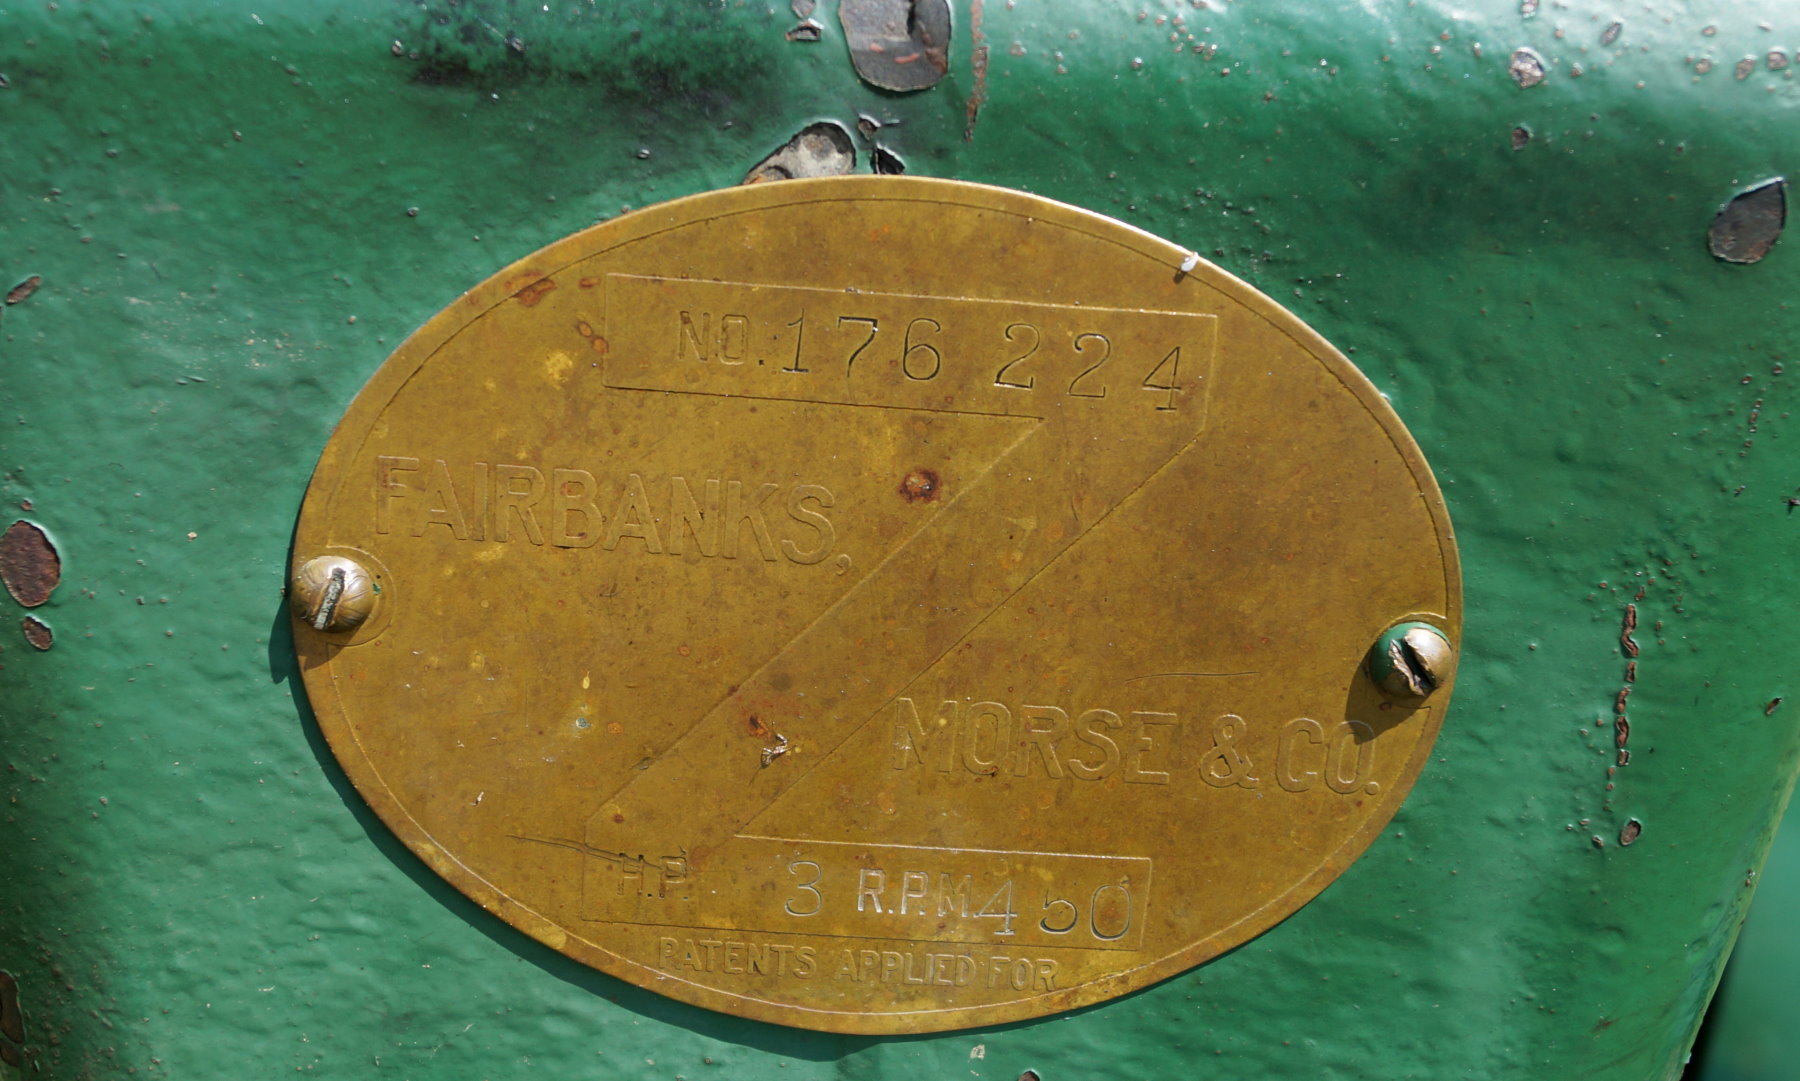 NO. 176 224
FAIRBANKS,
MORSE & CO.
H.P. 3 R.P.M. 450
PATENTS APPLIED FOR